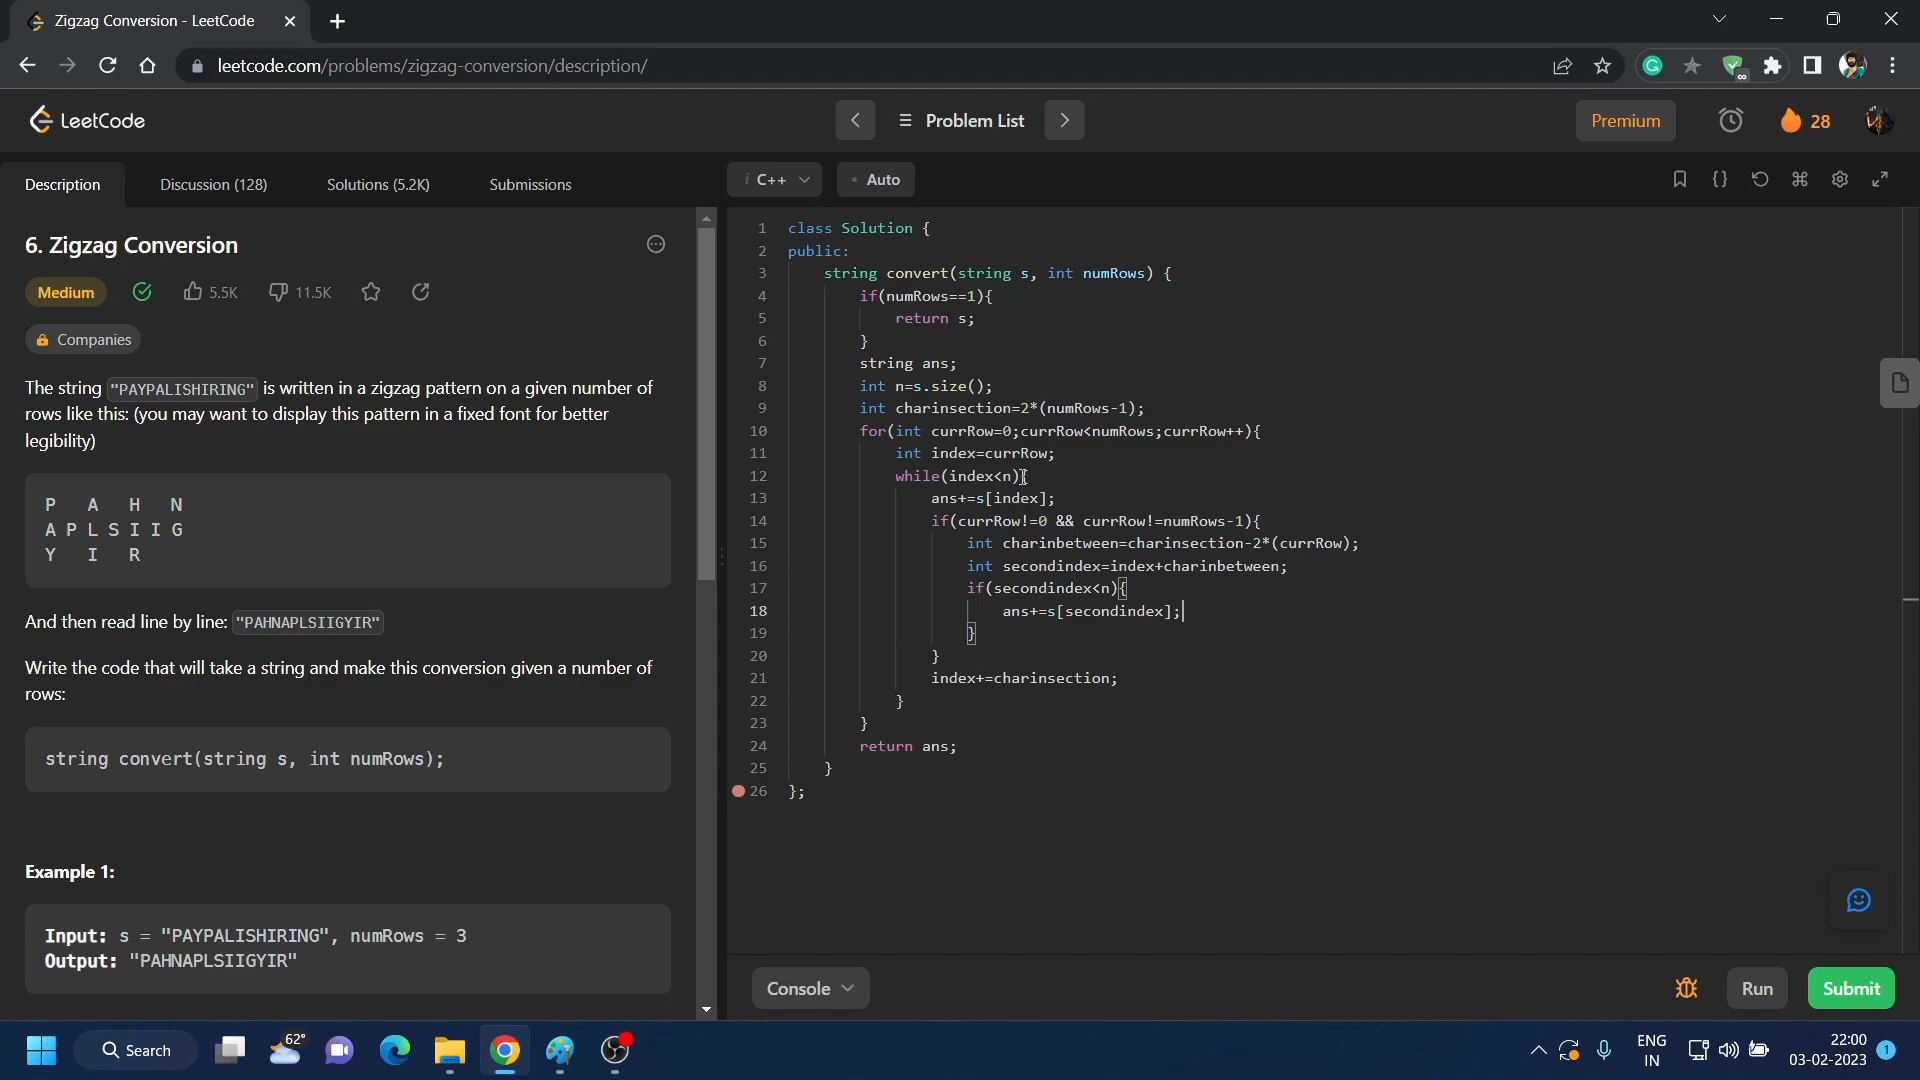 Zigzag Conversion - LeetCode
leetcode.com/problems/zigzag-conversion/description/
LeetCode
Problem List
Premium
28
Description
Discussion (128)
Solutions (5.2K)
Submissions
i C++
• Auto
6. Zigzag Conversion
Medium
5.5K
11.5K
Companies
The string "PAYPALISHIRING" is written in a zigzag pattern on a given number of
rows like this: (you may want to display this pattern in a fixed font for better
legibility)
P   A   H   N
A P L S I I G
Y   I   R
And then read line by line: "PAHNAPLSIIGYIR"
Write the code that will take a string and make this conversion given a number of
rows:
string convert(string s, int numRows);
Example 1:
Input: s = "PAYPALISHIRING", numRows = 3
Output: "PAHNAPLSIIGYIR"
1 class Solution {
2 public:
3     string convert(string s, int numRows) {
4         if(numRows==1){
5             return s;
6         }
7         string ans;
8         int n=s.size();
9         int charinsection=2*(numRows-1);
10         for(int currRow=0;currRow<numRows;currRow++){
11             int index=currRow;
12             while(index<n){
13                 ans+=s[index];
14                 if(currRow!=0 && currRow!=numRows-1){
15                     int charinbetween=charinsection-2*(currRow);
16                     int secondindex=index+charinbetween;
17                     if(secondindex<n){
18                         ans+=s[secondindex];
19                     }
20                 }
21                 index+=charinsection;
22             }
23         }
24         return ans;
25     }
26 };
Console
Run
Submit
Search
62°
ENG
IN
22:00
03-02-2023
1